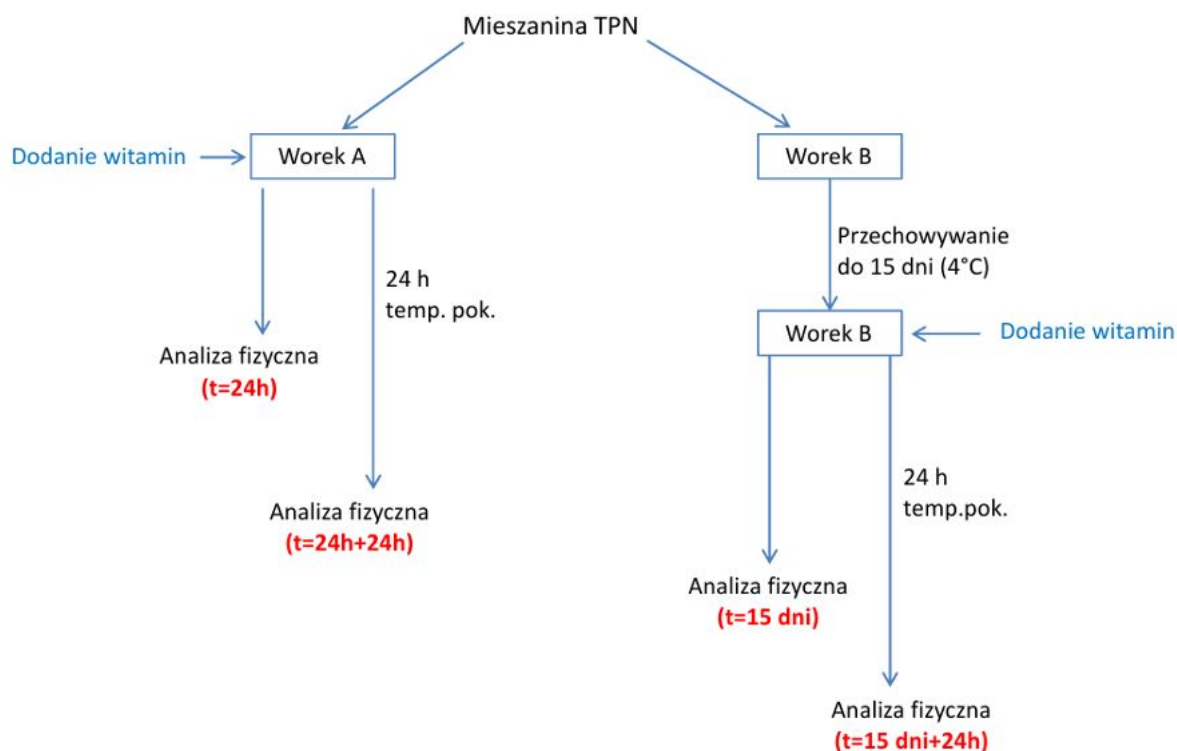 Mieszanina TPN
Dodanie witamin
Worek A
Worek B
Przechowywanie
do 15 dni (4°C)
24 h
temp. pok.
Worek B
Dodanie witamin
Analiza fizyczna
(t=24h)
24 h
temp.pok.
Analiza fizyczna
(t=24h+24h)
Analiza fizyczna
(t=15 dni)
Analiza fizyczna
(t=15 dni+24h)